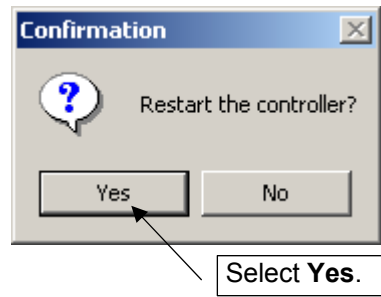 Confirmation
?
Restart the controller?
Yes No
Select Yes.